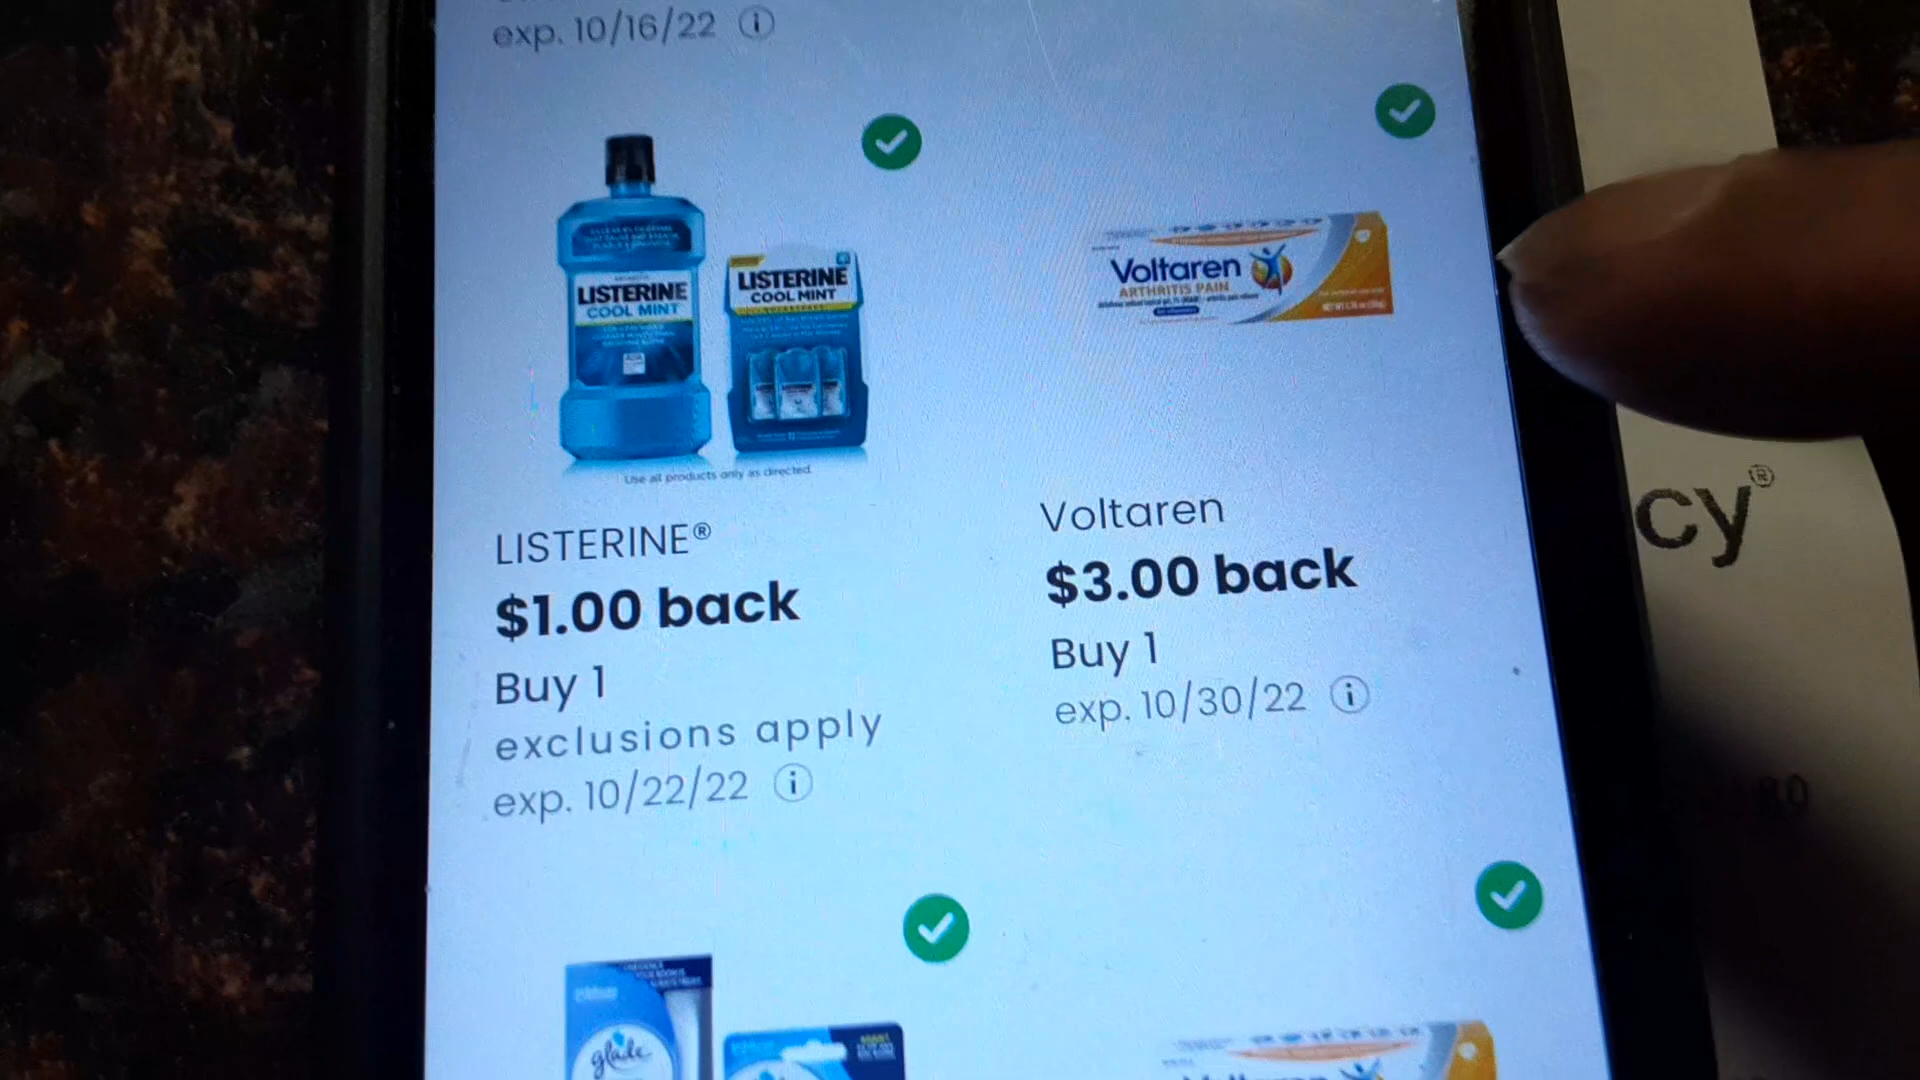 exp. 10/16/22
LISTERINE
COOL MINT
LISTERINE
COOL MINT
Use all products only as directed.
Voltaren
ARTHRITIS PAIN
LISTERINE®
$1.00 back
Buy 1
exclusions apply
exp. 10/22/22
Voltaren
$3.00 back
Buy 1
exp. 10/30/22
cy®
glade
Voltaren